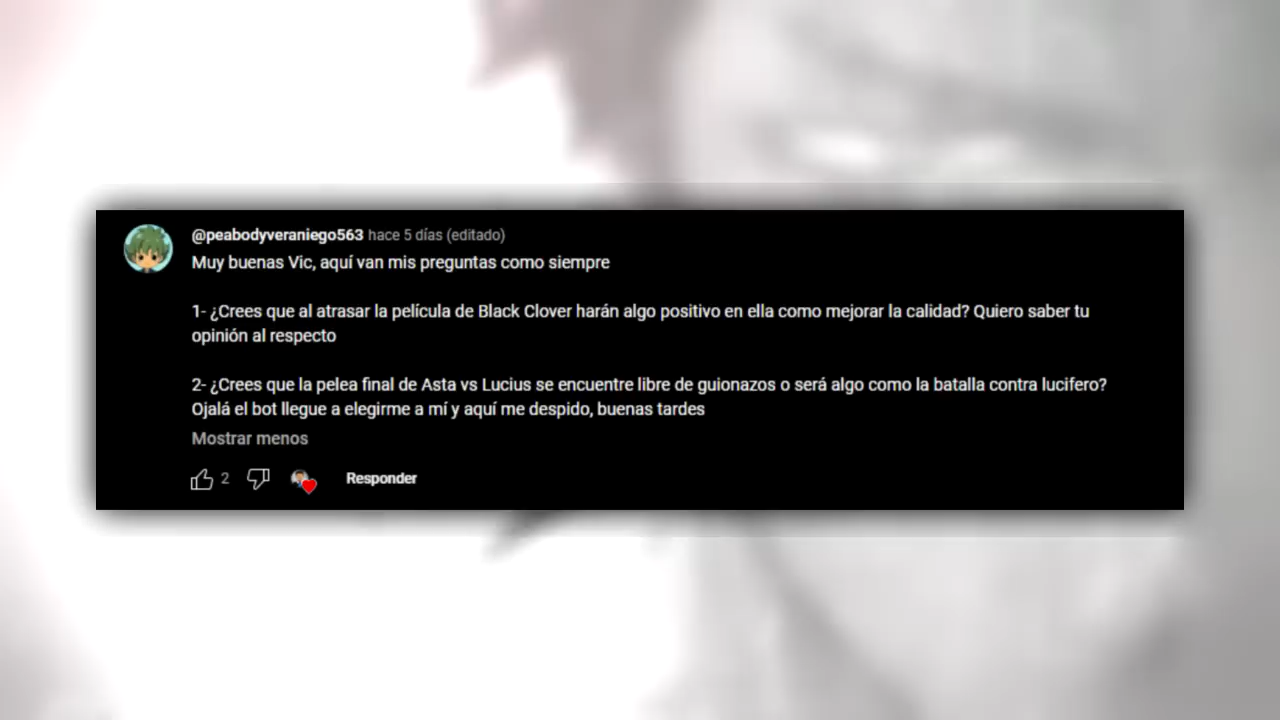 @peabodyveraniego563 hace 5 días (editado)
Muy buenas Vic, aquí van mis preguntas como siempre
1- ¿Crees que al atrasar la película de Black Clover harán algo positivo en ella como mejorar la calidad? Quiero saber tu
opinión al respecto
2- ¿Crees que la pelea final de Asta vs Lucius se encuentre libre de guionazos o será algo como la batalla contra lucifero?
Ojalá el bot llegue a elegirme a mí y aquí me despido, buenas tardes
Mostrar menos
2 Responder